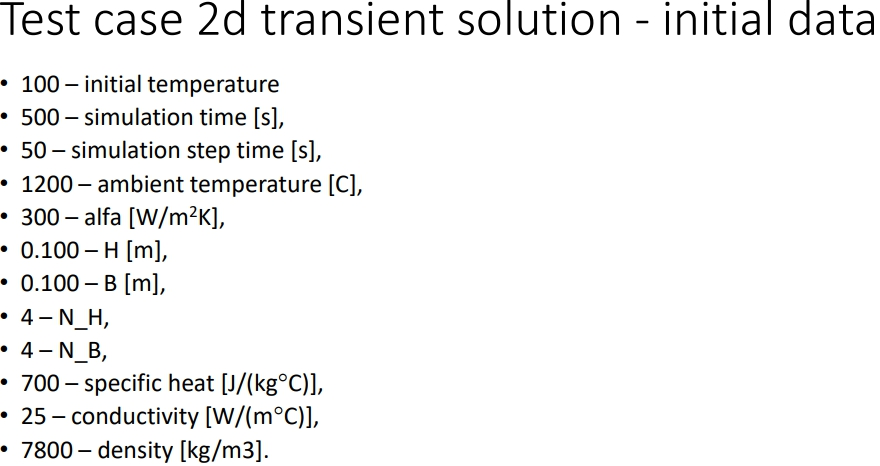 Test case 2d transient solution - initial data
• 100 – initial temperature
• 500 – simulation time [s],
• 50 – simulation step time [s],
• 1200 – ambient temperature [C],
• 300 – alfa [W/m²K],
• 0.100 – H [m],
• 0.100 – B [m],
• 4 – N_H,
• 4 – N_B,
• 700 – specific heat [J/(kg°C)],
• 25 – conductivity [W/(m°C)],
• 7800 – density [kg/m3].